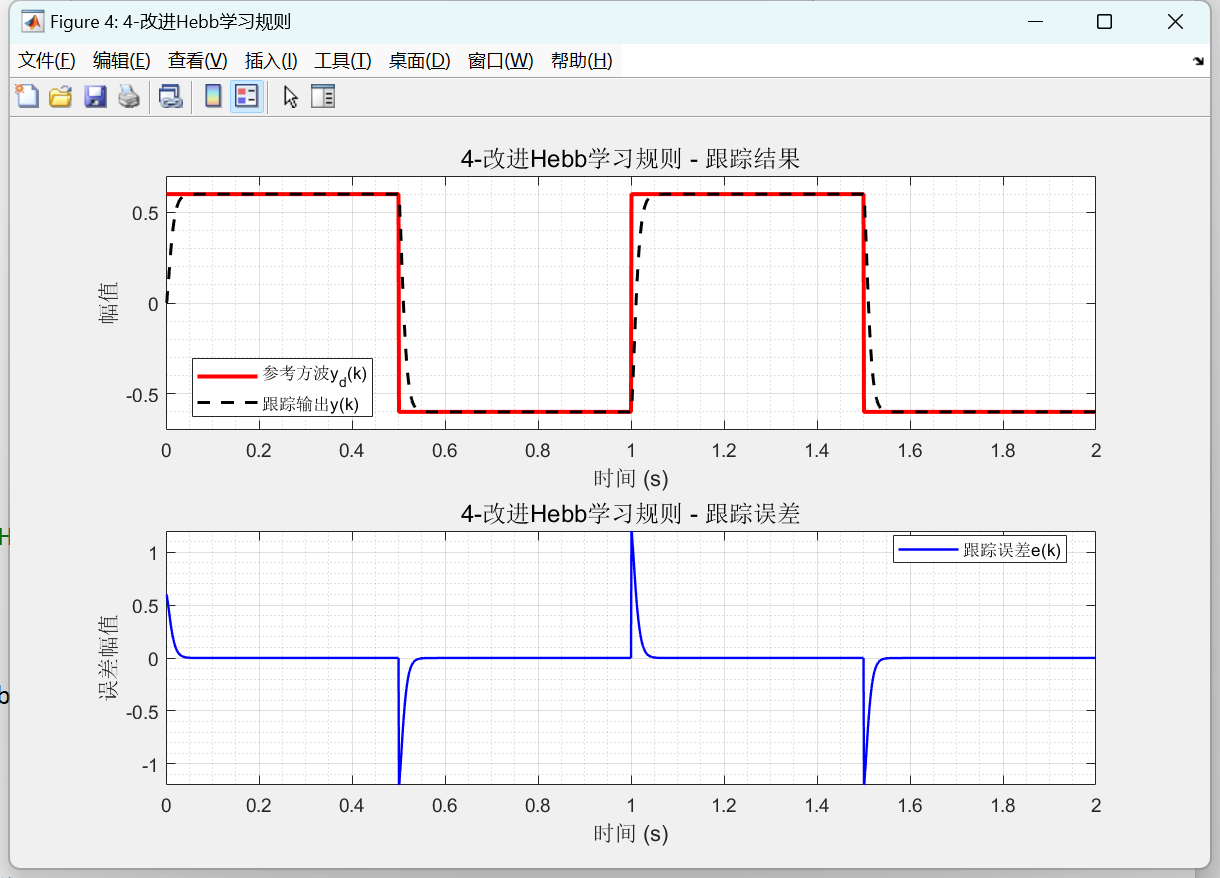 Figure 4: 4-改进Hebb学习规则
文件(F) 编辑(E) 查看(V) 插入(I) 工具(T) 桌面(D) 窗口(W) 帮助(H)
4-改进Hebb学习规则 - 跟踪结果
0.5
0
-0.5
幅值
参考方波yd(k)
跟踪输出y(k)
0 0.2 0.4 0.6 0.8 1 1.2 1.4 1.6 1.8 2
时间 (s)
4-改进Hebb学习规则 - 跟踪误差
跟踪误差e(k)
1
0.5
0
-0.5
-1
误差幅值
0 0.2 0.4 0.6 0.8 1 1.2 1.4 1.6 1.8 2
时间 (s)
H
b